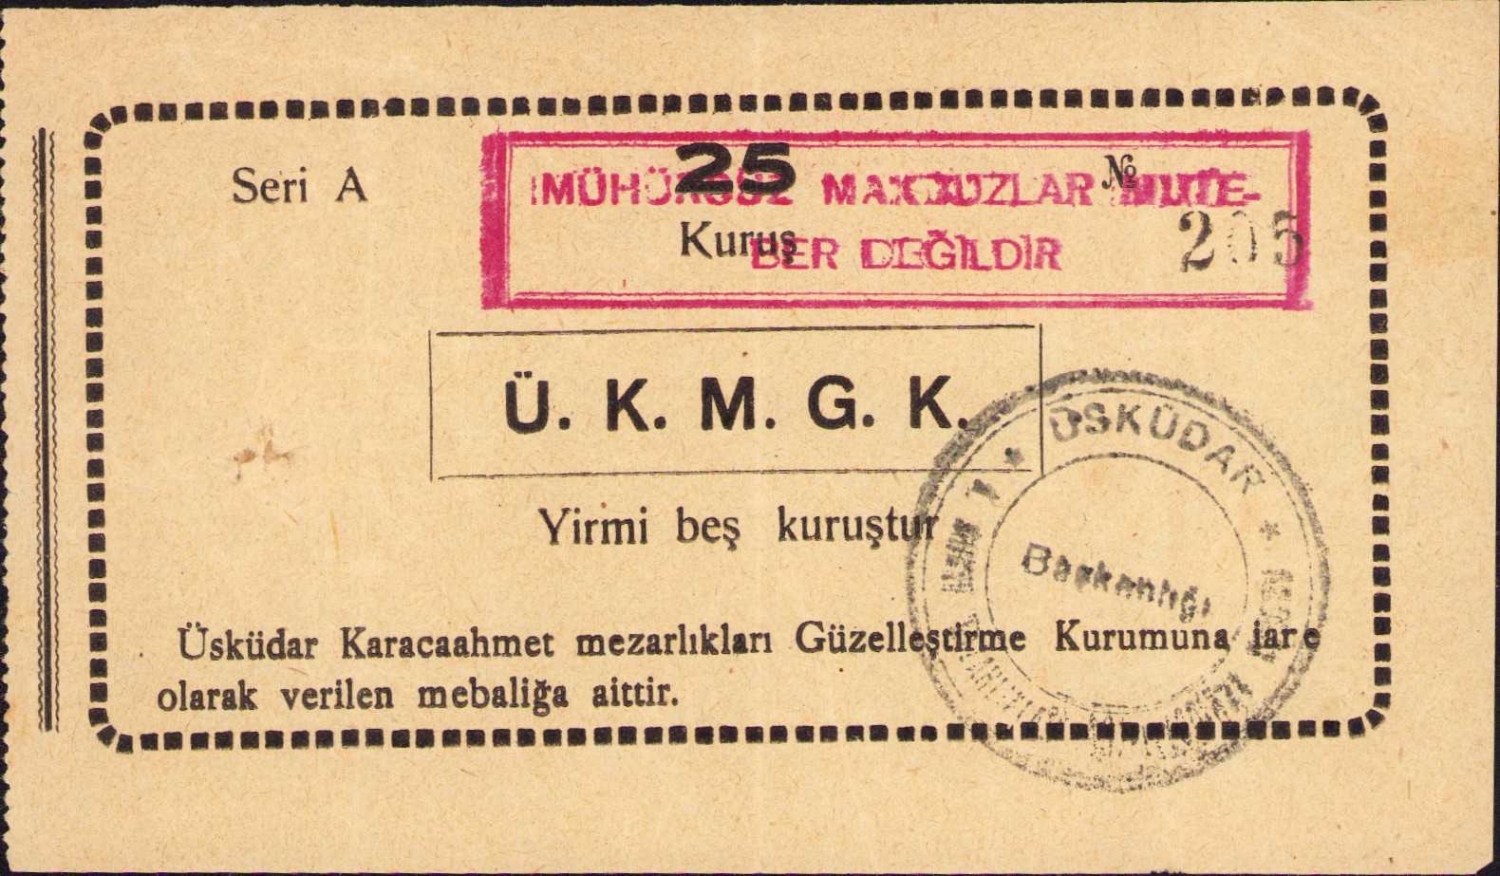 Seri A
25
Kuruş
№
205
MÜHÜRSÜZ MAKBUZLAR MUTE-
BER DEĞİLDİR
Ü. K. M. G. K.
Yirmi beş kuruştur
Üsküdar Karacaahmet mezarlıkları Güzelleştirme Kurumuna iare
olarak verilen mebaliğa aittir.
* ÜSKÜDAR *
Başkanlığı